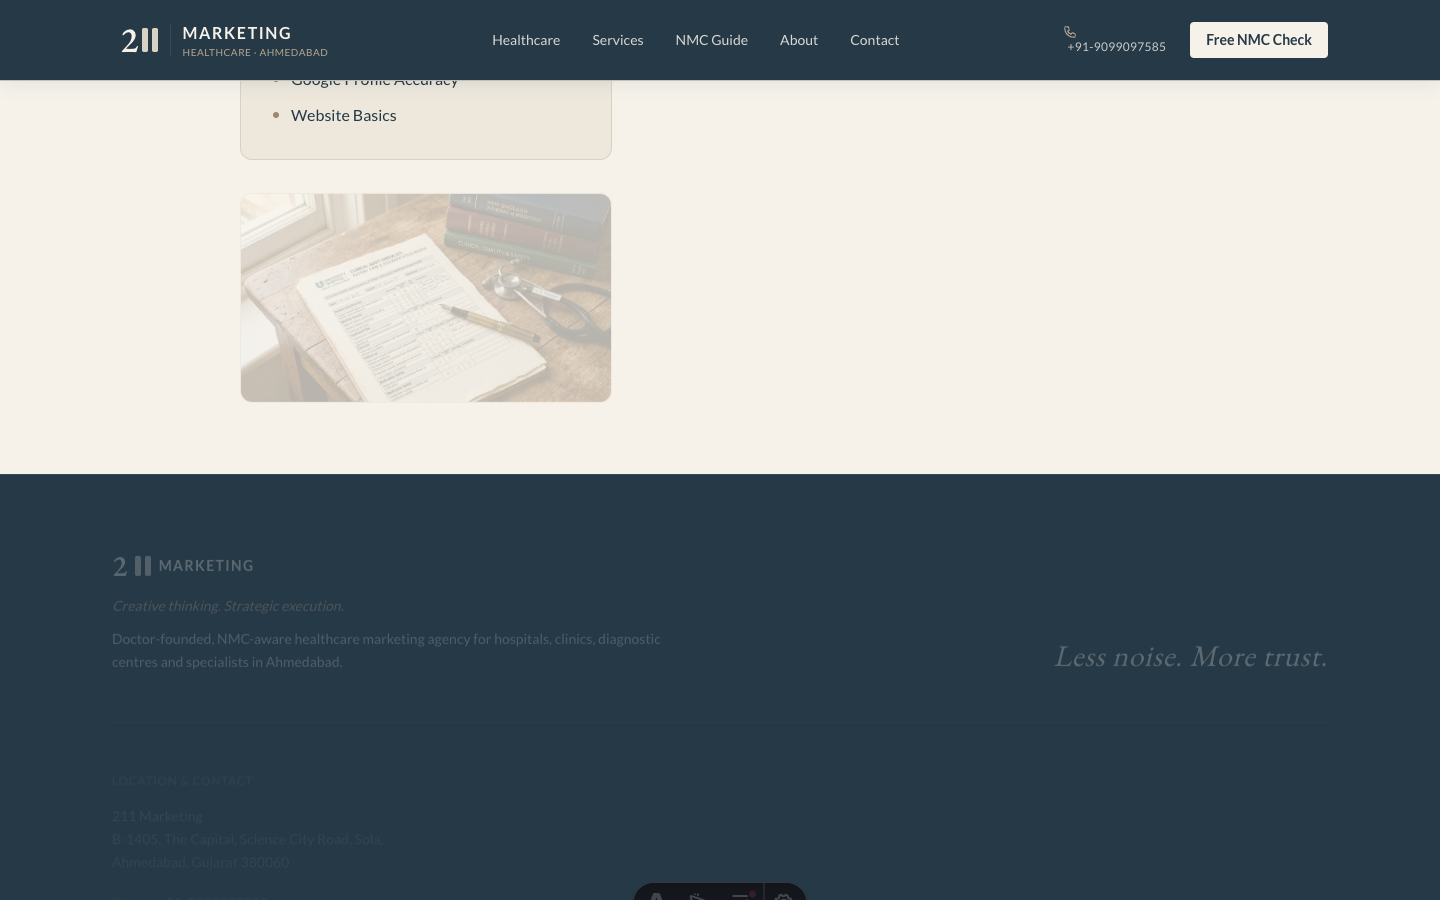 211
MARKETING
HEALTHCARE · AHMEDABAD
Healthcare
Services
NMC Guide
About
Contact
+91-9099097585
Free NMC Check
Google Profile Accuracy
Website Basics
211 MARKETING
Creative thinking. Strategic execution.
Doctor-founded, NMC-aware healthcare marketing agency for hospitals, clinics, diagnostic
centres and specialists in Ahmedabad.
Less noise. More trust.
LOCATION & CONTACT
211 Marketing
B-1405, The Capital, Science City Road, Sola,
Ahmedabad, Gujarat 380060